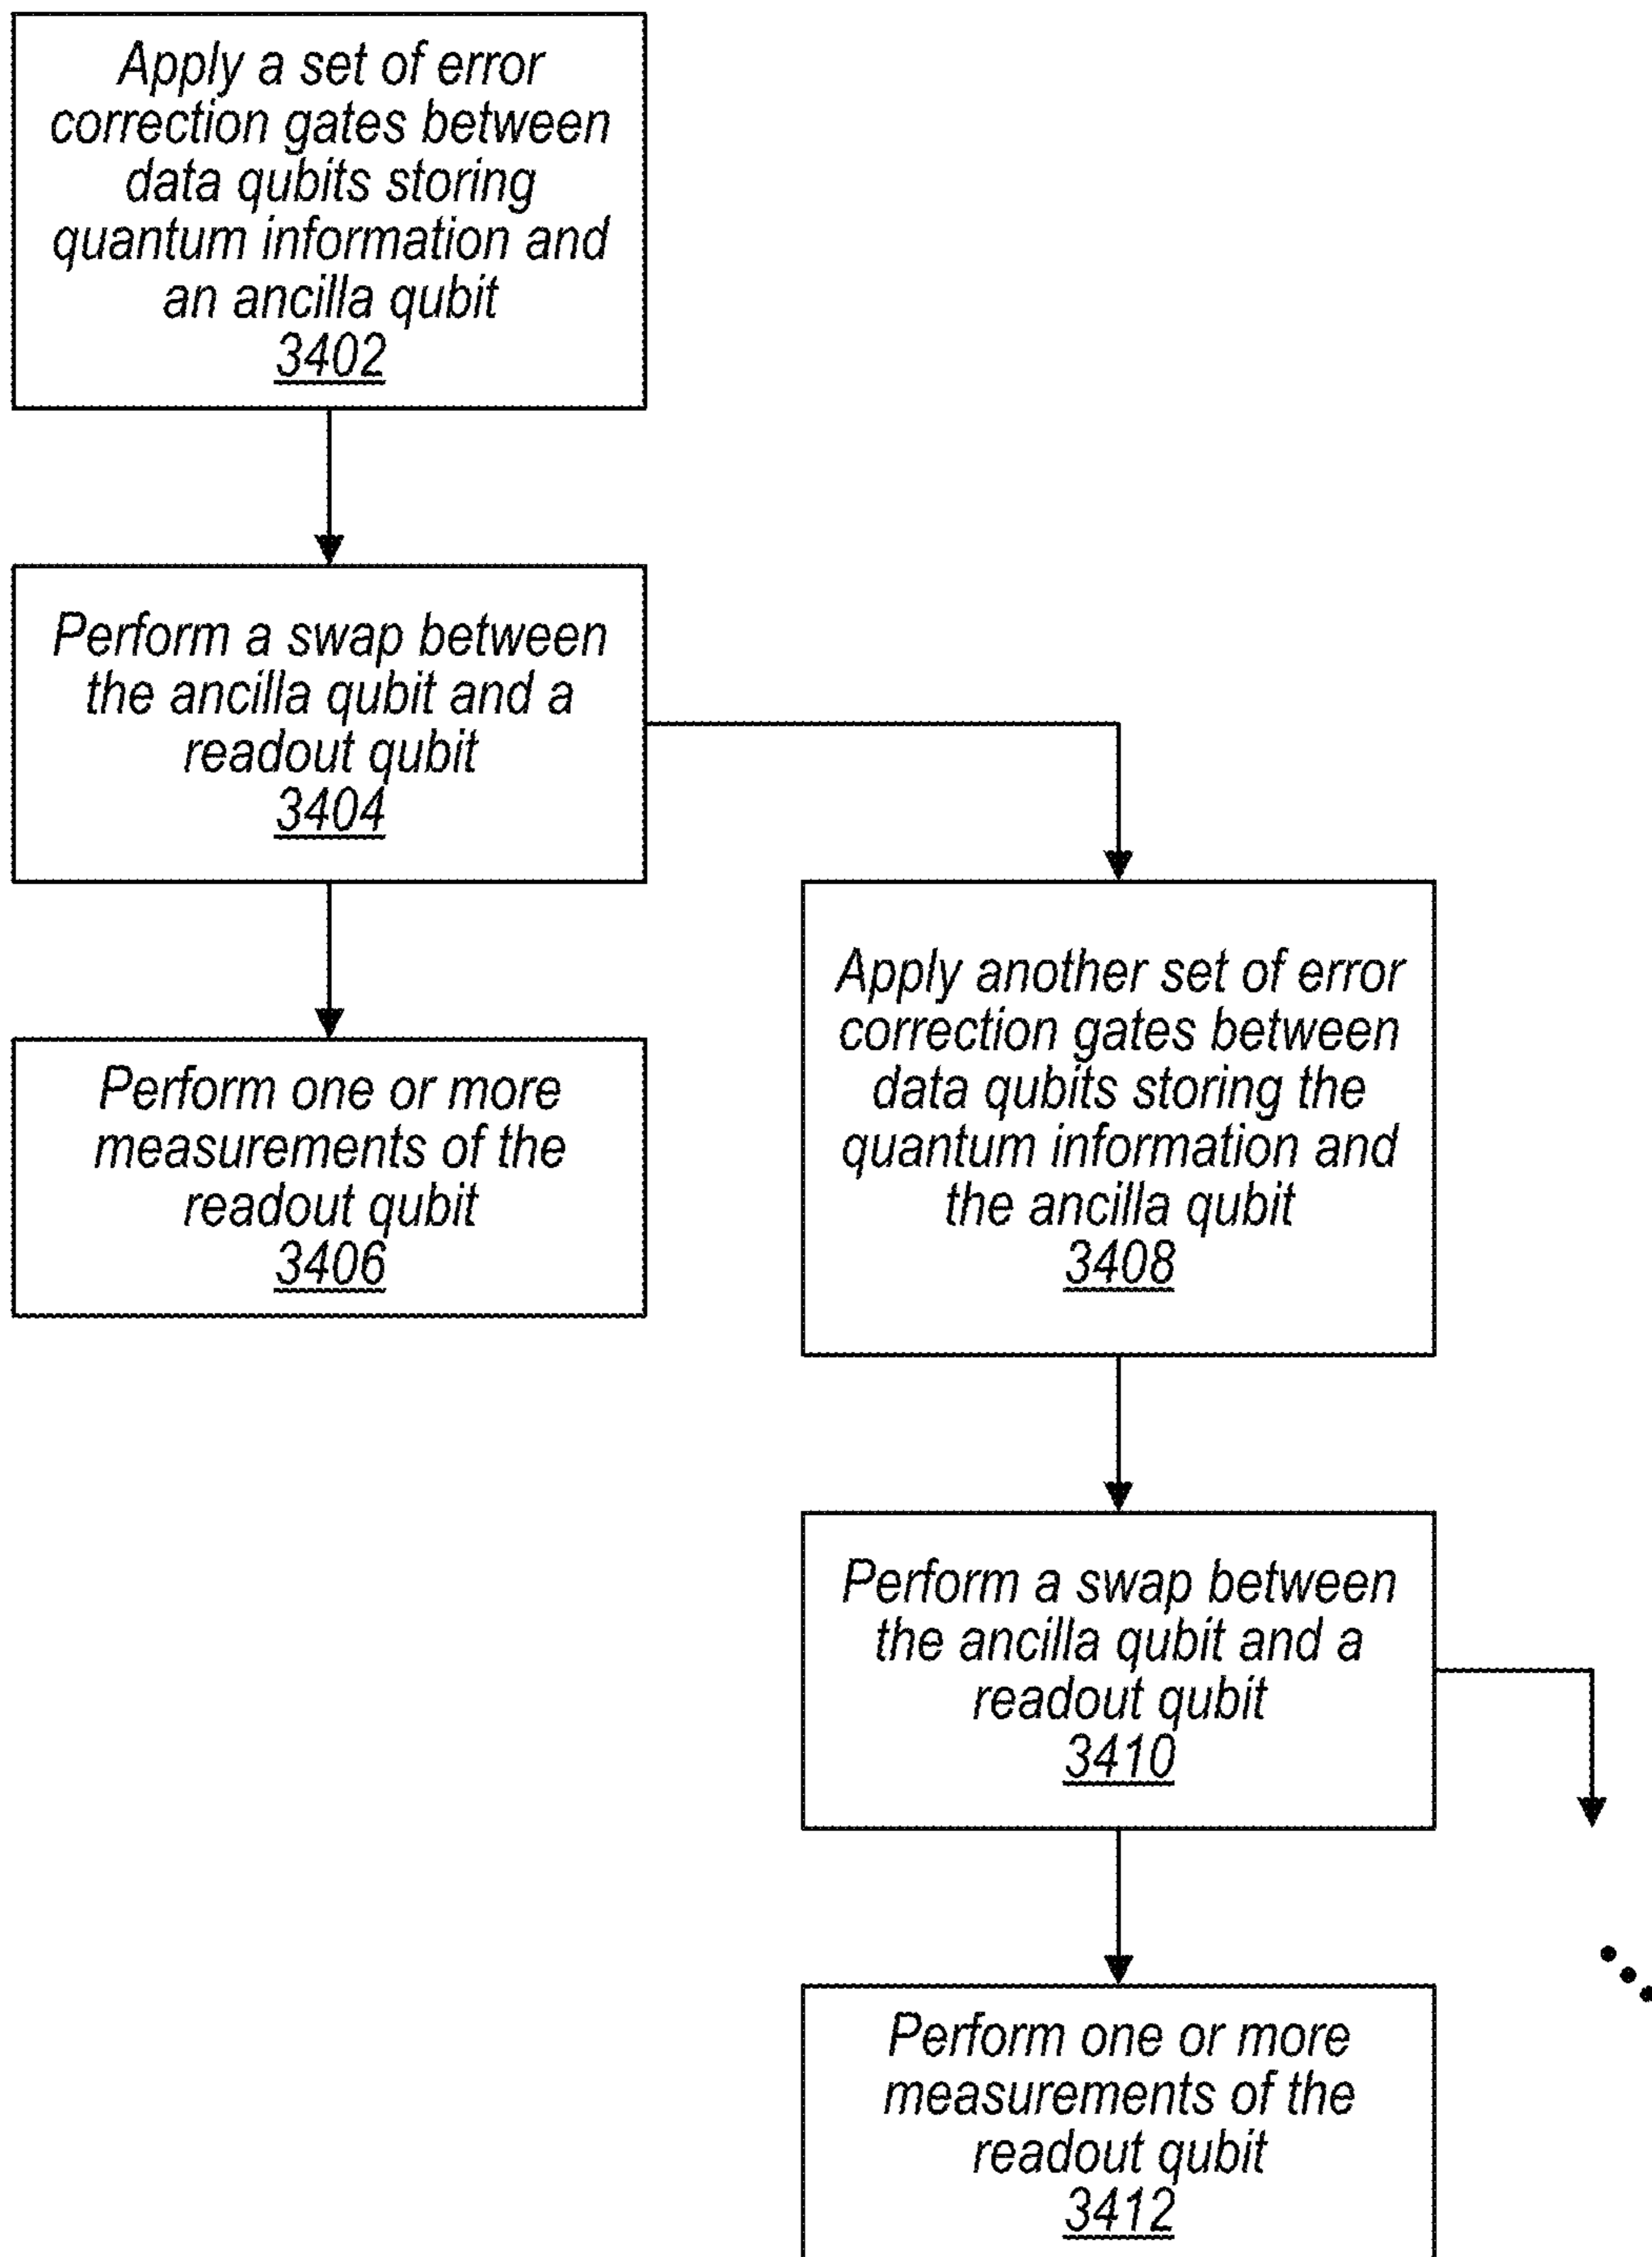 Apply a set of error
correction gates between
data qubits storing
quantum information and
an ancilla qubit
3402
Perform a swap between
the ancilla qubit and a
readout qubit
3404
Perform one or more
measurements of the
readout qubit
3406
Apply another set of error
correction gates between
data qubits storing the
quantum information and
the ancilla qubit
3408
Perform a swap between
the ancilla qubit and a
readout qubit
3410
Perform one or more
measurements of the
readout qubit
3412